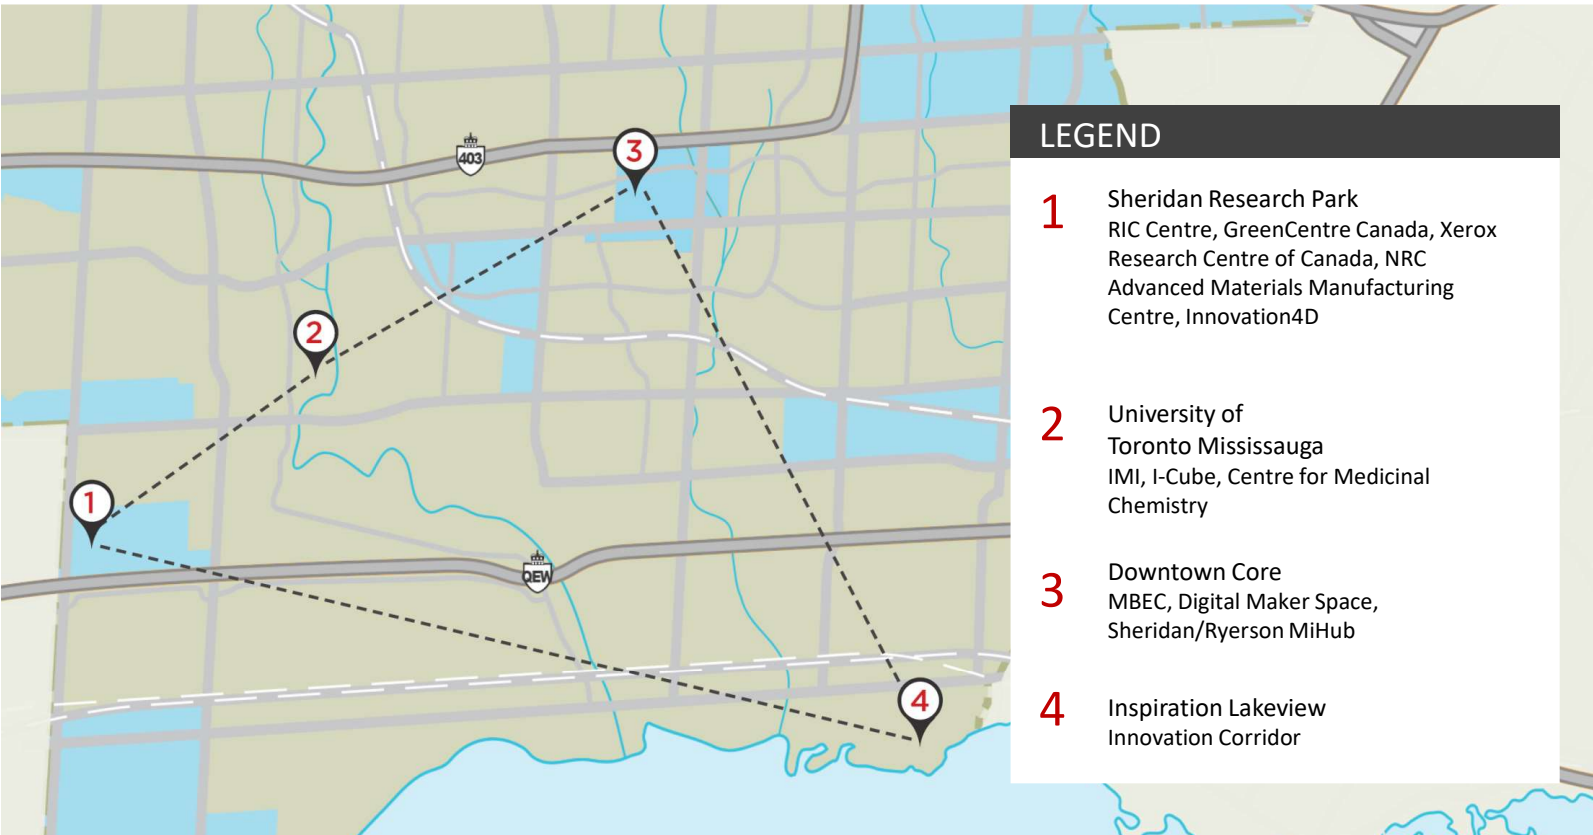 403
3
2
1
QEW
4
LEGEND
1
Sheridan Research Park
RIC Centre, GreenCentre Canada, Xerox
Research Centre of Canada, NRC
Advanced Materials Manufacturing
Centre, Innovation4D
2
University of
Toronto Mississauga
IMI, I-Cube, Centre for Medicinal
Chemistry
3
Downtown Core
MBEC, Digital Maker Space,
Sheridan/Ryerson MiHub
4
Inspiration Lakeview
Innovation Corridor